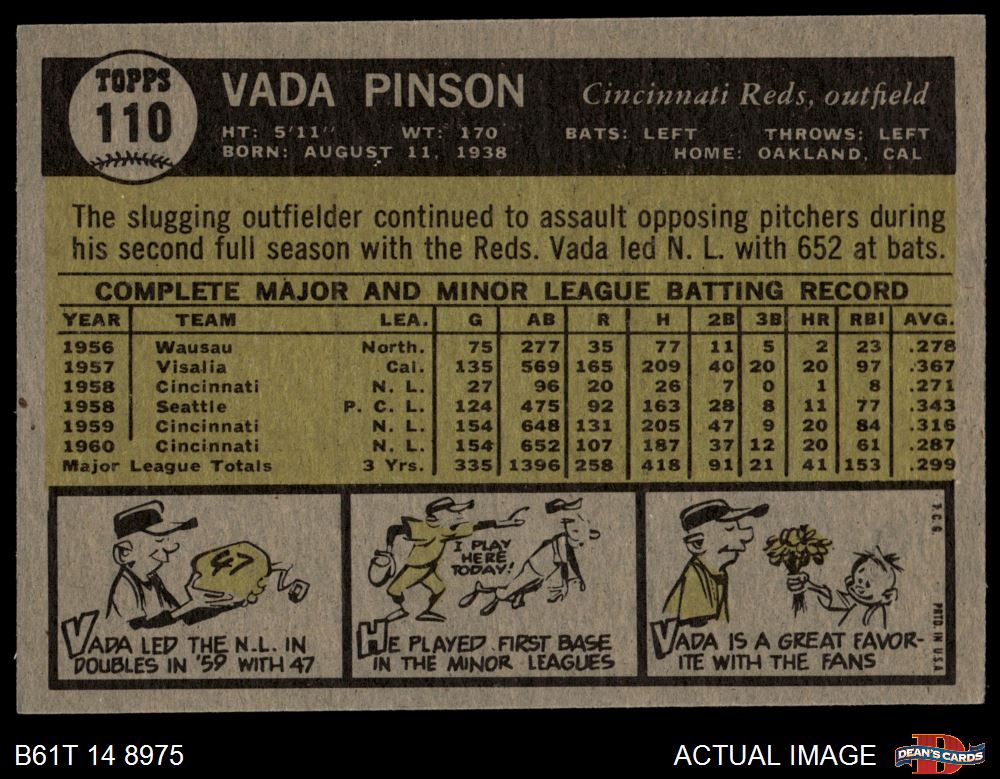 TOPPS
110
VADA PINSON
Cincinnati Reds, outfield
HT: 5'11" WT: 170 BATS: LEFT THROWS: LEFT
BORN: AUGUST 11, 1938 HOME: OAKLAND, CAL
The slugging outfielder continued to assault opposing pitchers during
his second full season with the Reds. Vada led N. L. with 652 at bats.
COMPLETE MAJOR AND MINOR LEAGUE BATTING RECORD
YEAR TEAM LEA. G AB R H 2B 3B HR RBI AVG.
1956 Wausau North. 75 277 35 77 11 5 2 23 .278
1957 Visalia Cal. 135 569 165 209 40 20 20 97 .367
1958 Cincinnati N. L. 27 96 20 26 7 0 1 8 .271
1958 Seattle P. C. L. 124 475 92 163 28 8 11 77 .343
1959 Cincinnati N. L. 154 648 131 205 47 9 20 84 .316
1960 Cincinnati N. L. 154 652 107 187 37 12 20 61 .287
Major League Totals 3 Yrs. 335 1396 258 418 91 21 41 153 .299
47
VADA LED THE N.L. IN
DOUBLES IN '59 WITH 47
I PLAY
HERE
TODAY!
HE PLAYED FIRST BASE
IN THE MINOR LEAGUES
VADA IS A GREAT FAVOR-
ITE WITH THE FANS
T.C.G.
PRTD. IN U.S.A.
B61T 14 8975
ACTUAL IMAGE
DEAN'S CARDS